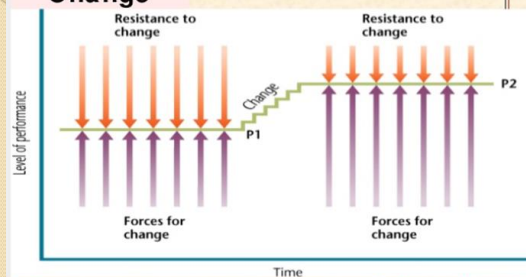 Change
Resistance to
change
Resistance to
change
Level of performance
Change
P1
P2
Forces for
change
Forces for
change
Time